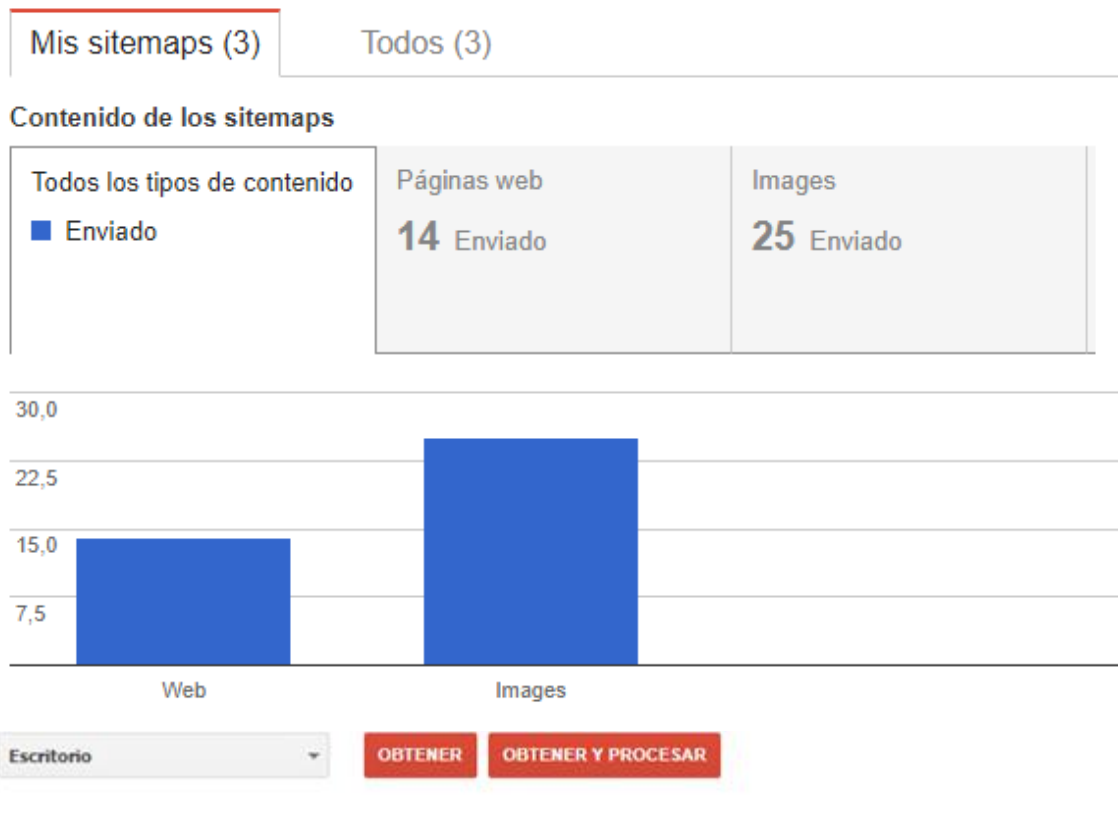 Mis sitemaps (3) Todos (3)
Contenido de los sitemaps
Todos los tipos de contenido Páginas web Images
Enviado 14 Enviado 25 Enviado
30,0
22,5
15,0
7,5
Web Images
Escritorio OBTENER OBTENER Y PROCESAR